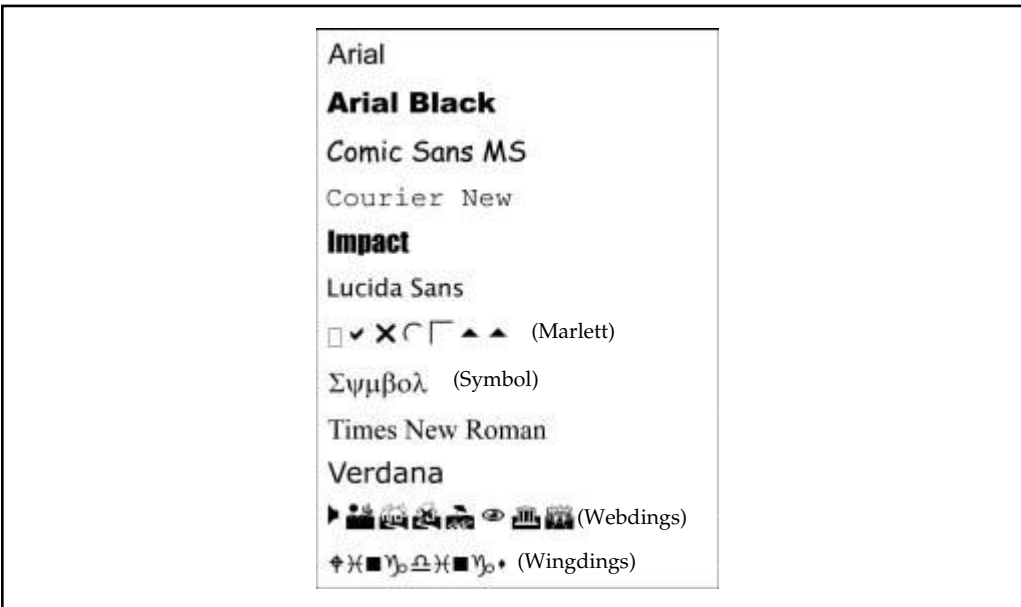 Arial
Arial Black
Comic Sans MS
Courier New
Impact
Lucida Sans
(Marlett)
Σψμβολ (Symbol)
Times New Roman
Verdana
(Webdings)
⌖♓■♑♎♓■♑⬧ (Wingdings)